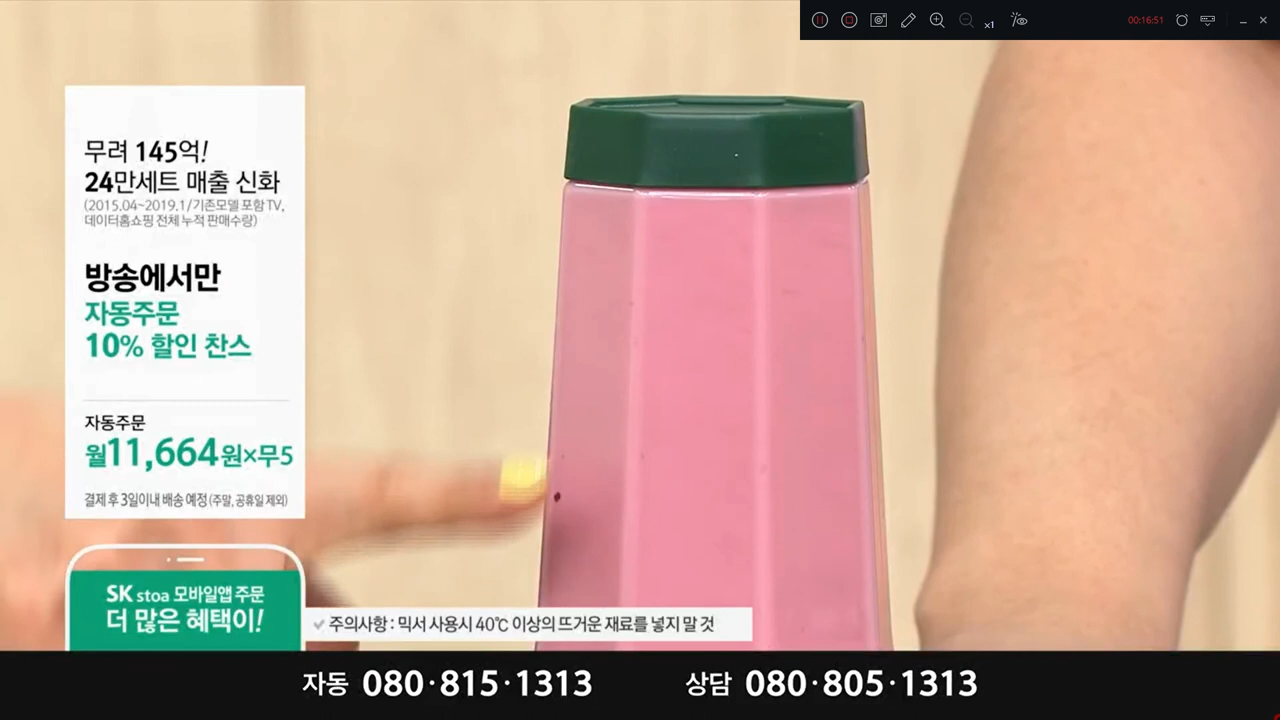 x1
00:16:51
무려 145억!
24만세트 매출 신화
(2015.04~2019.1/기존모델 포함 TV,
데이터홈쇼핑 전체 누적 판매수량)
방송에서만
자동주문
10% 할인 찬스
자동주문
월11,664원×무5
결제 후 3일이내 배송 예정 (주말, 공휴일 제외)
SK stoa 모바일앱 주문
더 많은 혜택이!
주의사항 : 믹서 사용시 40℃ 이상의 뜨거운 재료를 넣지 말 것
자동 080·815·1313
상담 080·805·1313